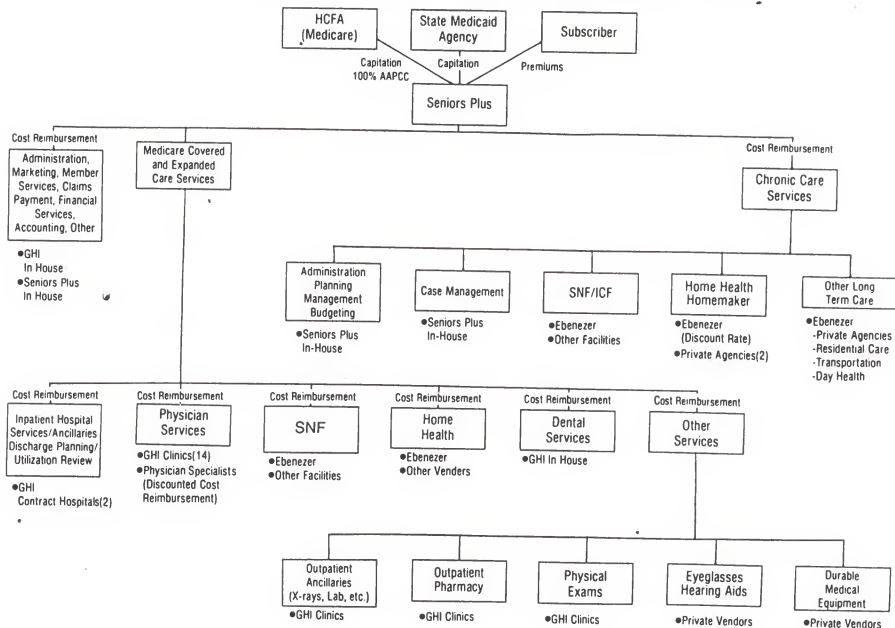 HCFA
(Medicare)
State Medicaid
Agency
Subscriber
Capitation
100% AAPCC
Capitation
Premiums
Seniors Plus
Cost Reimbursement
Administration,
Marketing, Member
Services, Claims
Payment, Financial
Services,
Accounting, Other
●GHI
In House
●Seniors Plus
In House
Medicare Covered
and Expanded
Care Services
Cost Reimbursement
Chronic Care
Services
Administration
Planning
Management
Budgeting
●Seniors Plus
In-House
Case Management
●Seniors Plus
In-House
SNF/ICF
●Ebenezer
●Other Facilities
Home Health
Homemaker
●Ebenezer
(Discount Rate)
●Private Agencies(2)
Other Long
Term Care
●Ebenezer
-Private Agencies
-Residential Care
-Transportation
-Day Health
Cost Reimbursement
Inpatient Hospital
Services/Ancillaries
Discharge Planning/
Utilization Review
●GHI
Contract Hospitals(2)
Cost Reimbursement
Physician
Services
●GHI Clinics(14)
●Physician Specialists
(Discounted Cost
Reimbursement)
Cost Reimbursement
SNF
●Ebenezer
●Other Facilities
Cost Reimbursement
Home
Health
●Ebenezer
●Other Venders
Cost Reimbursement
Dental
Services
●GHI In House
Cost Reimbursement
Other
Services
Outpatient
Ancillaries
(X-rays, Lab, etc.)
●GHI Clinics
Outpatient
Pharmacy
●GHI Clinics
Physical
Exams
●GHI Clinics
Eyeglasses
Hearing Aids
●Private Vendors
Durable
Medical
Equipment
●Private Vendors